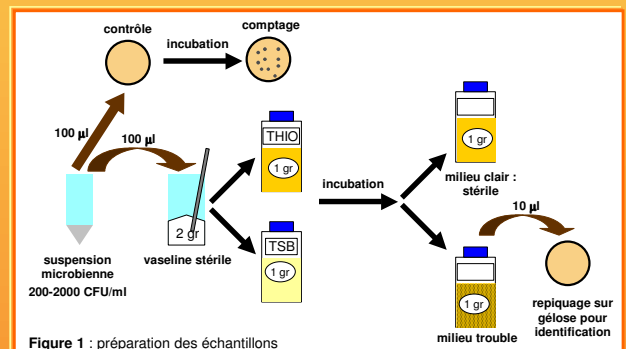 contrôle
incubation
comptage
100 µl
100 µl
THIO
1 gr
2 gr
TSB
1 gr
suspension
microbienne
200-2000 CFU/ml
vaseline stérile
incubation
1 gr
milieu clair :
stérile
10 µl
1 gr
milieu trouble
repiquage sur
gélose pour
identification
Figure 1 : préparation des échantillons